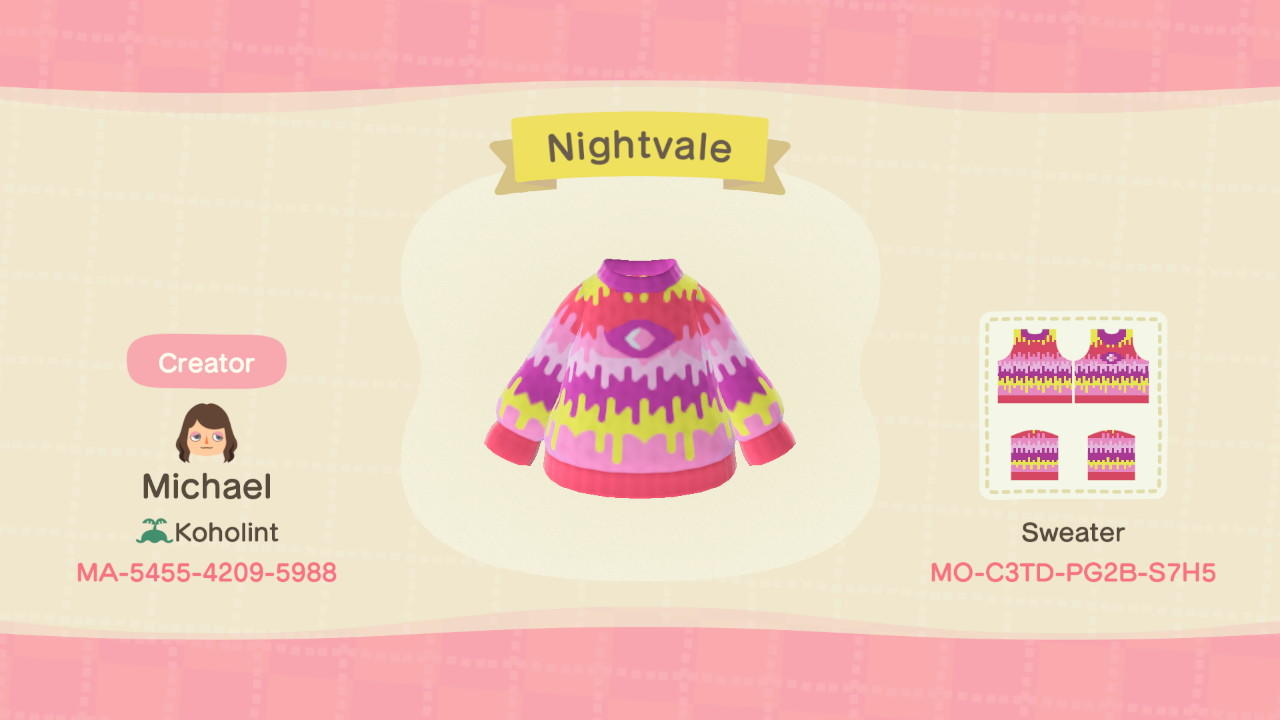 Nightvale
Creator
Michael
Koholint
MA-5455-4209-5988
Sweater
MO-C3TD-PG2B-S7H5